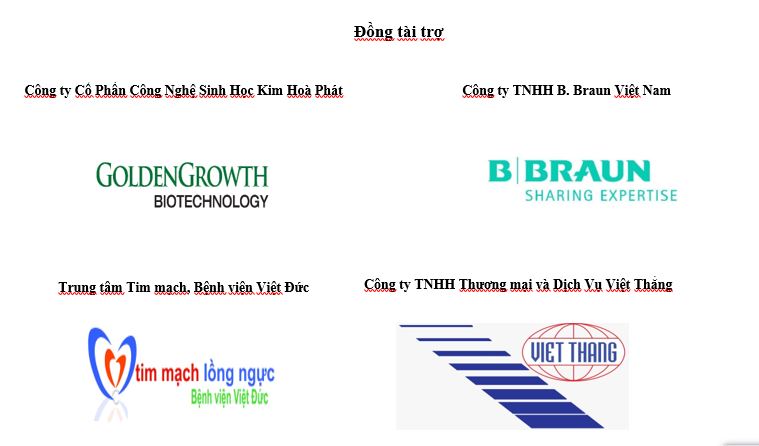 Đồng tài trợ
Công ty Cổ Phần Công Nghệ Sinh Học Kim Hoà Phát
Công ty TNHH B. Braun Việt Nam
GOLDENGROWTH
BIOTECHNOLOGY
B BRAUN
SHARING EXPERTISE
Trung tâm Tim mạch, Bệnh viện Việt Đức
Công ty TNHH Thương mai và Dịch Vụ Việt Thắng
tim mạch lồng ngực
Bệnh viện Việt Đức
VIET THANG